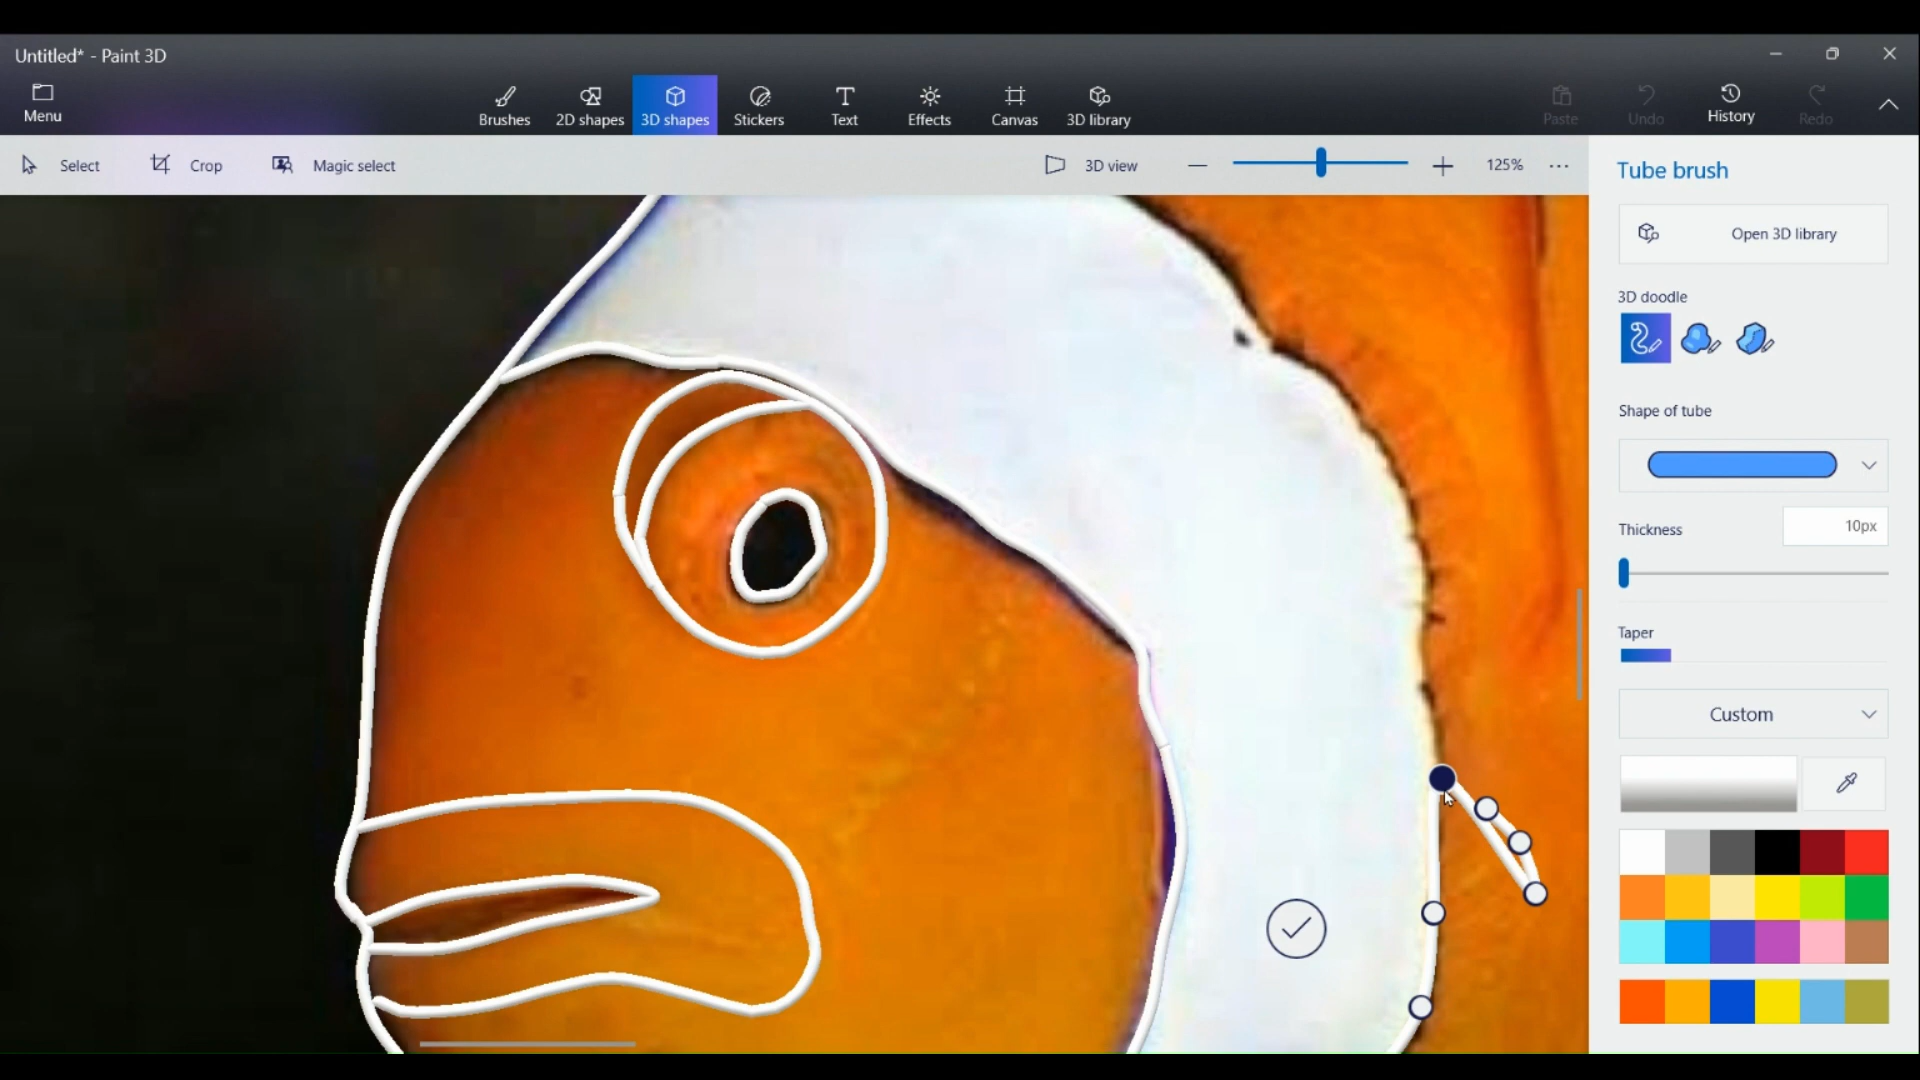 Untitled* - Paint 3D
Menu
Brushes
2D shapes
3D shapes
Stickers
Text
Effects
Canvas
3D library
Paste
Undo
History
Redo
Select
Crop
Magic select
3D view
125%
Tube brush
Open 3D library
3D doodle
Shape of tube
Thickness
10px
Taper
Custom